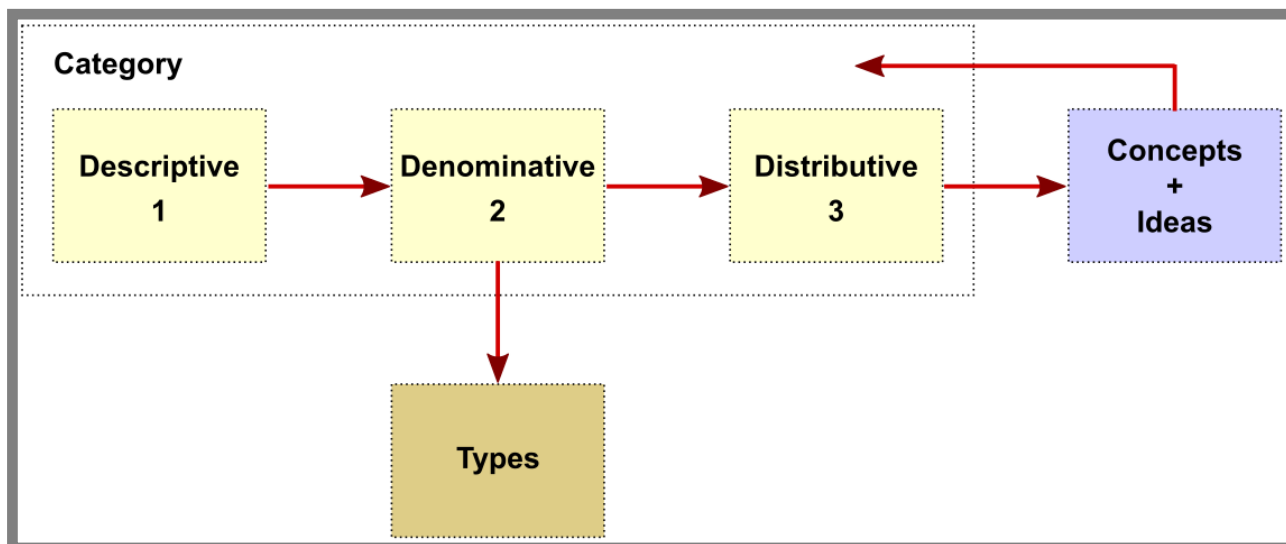 Category
Descriptive
1
Denominative
2
Distributive
3
Concepts
+
Ideas
Types